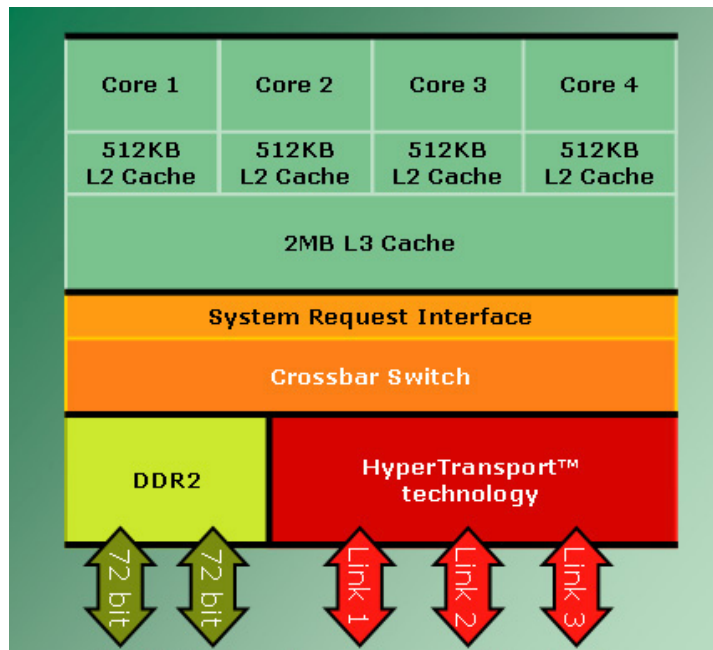 Core 1
Core 2
Core 3
Core 4
512KB
L2 Cache
512KB
L2 Cache
512KB
L2 Cache
512KB
L2 Cache
2MB L3 Cache
System Request Interface
Crossbar Switch
DDR2
HyperTransport™
technology
72 bit
72 bit
Link 1
Link 2
Link 3